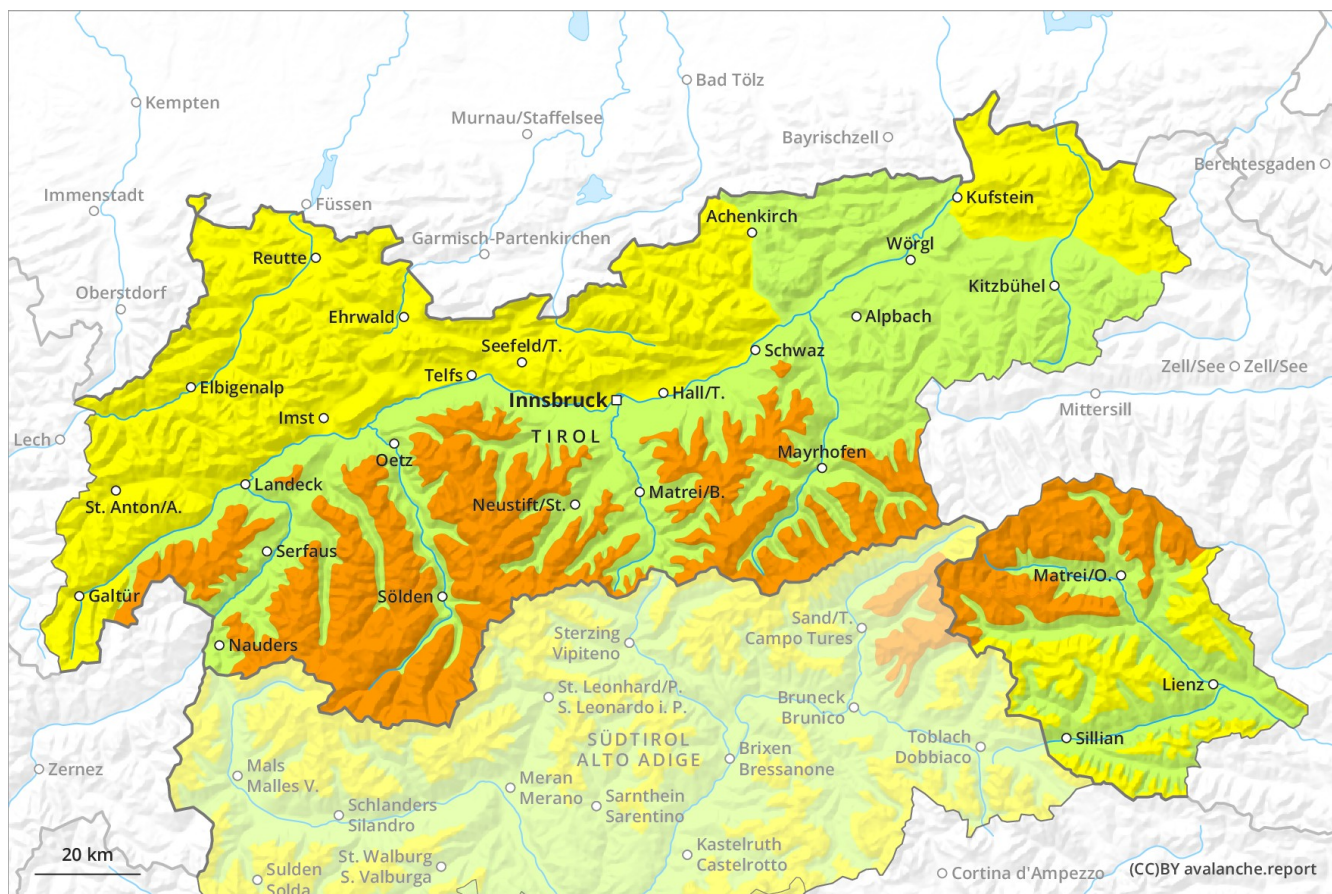 Bad Tölz
Kempten
Murnau/Staffelsee
Bayrischzell
Berchtesgaden
Immenstadt
Füssen
Kufstein
Achenkirch
Garmisch-Partenkirchen
Wörgl
Reutte
Kitzbühel
Oberstdorf
Ehrwald
Alpbach
Seefeld/T.
Schwaz
Zell/See
Zell/See
Telfs
Elbigenalp
Innsbruck
Hall/T.
Mittersill
Imst
Lech
TIROL
Oetz
Mayrhofen
Landeck
Matrei/B.
St. Anton/A.
Neustift/St.
Serfaus
Matrei/O.
Galtür
Sölden
Sand/T.
Campo Tures
Sterzing
Vipiteno
Nauders
Lienz
St. Leonhard/P.
S. Leonardo i. P.
Bruneck
Brunico
Toblach
Dobbiaco
Sillian
SÜDTIROL
ALTO ADIGE
Brixen
Bressanone
Zernez
Mals
Malles V.
Meran
Merano
Sarnthein
Sarentino
Schlanders
Silandro
Kastelruth
Castelrotto
20 km
St. Walburg
S. Valburga
Sulden
Solda
Cortina d'Ampezzo
(CC)BY avalanche.report